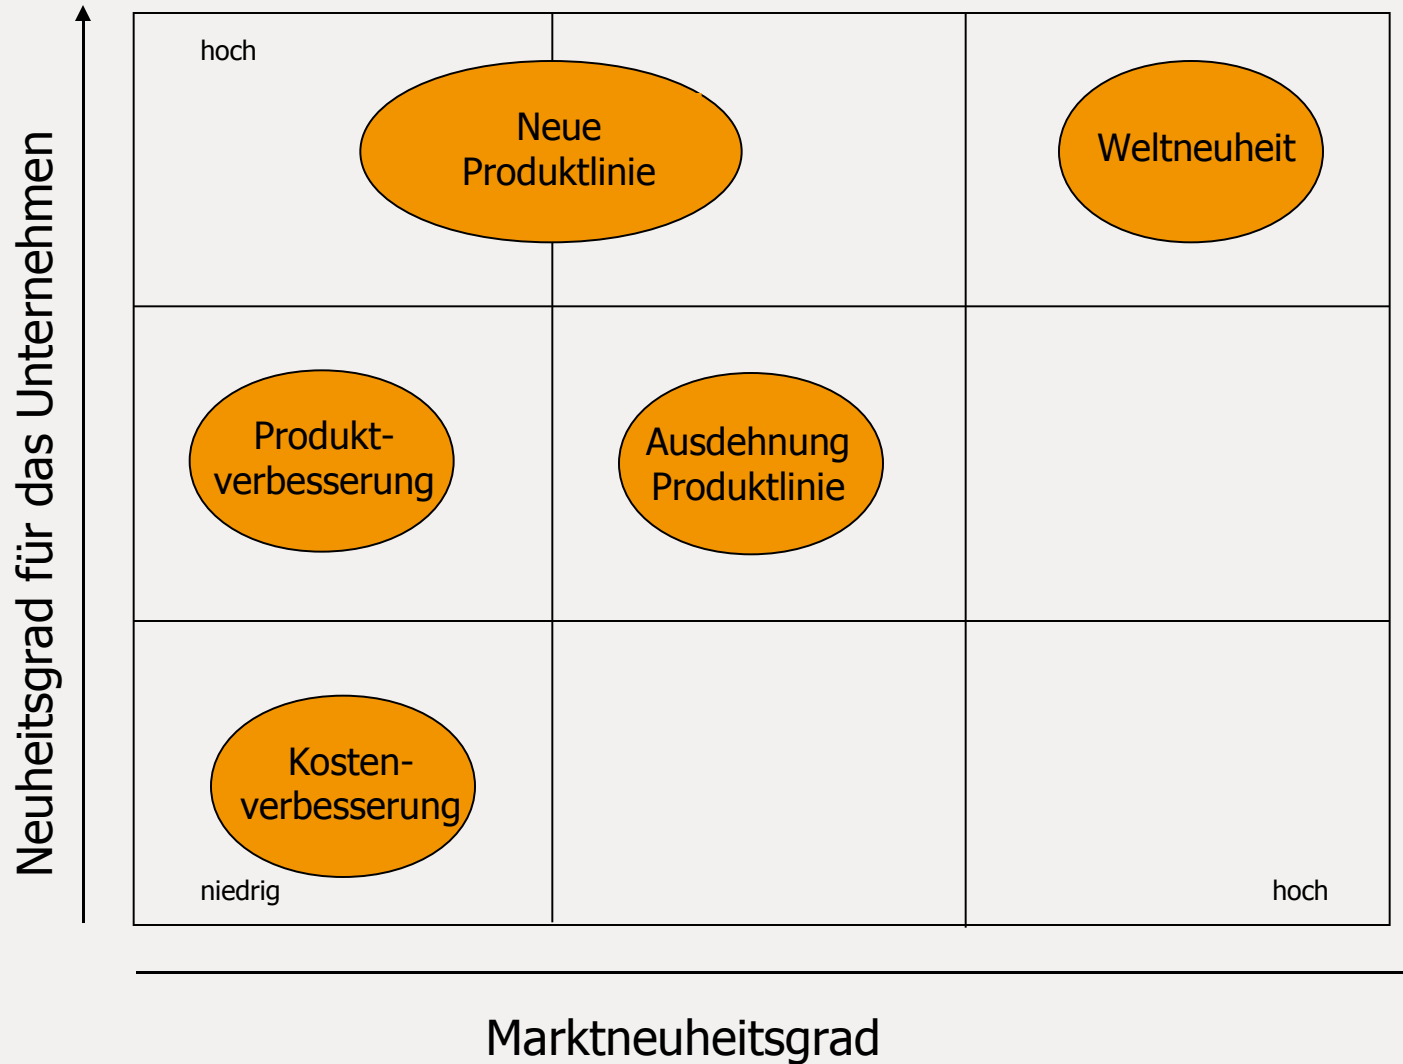 hoch
Neue
Produktlinie
Weltneuheit
Neuheitsgrad für das Unternehmen
Produkt-
verbesserung
Ausdehnung
Produktlinie
Kosten-
verbesserung
niedrig
hoch
Marktneuheitsgrad